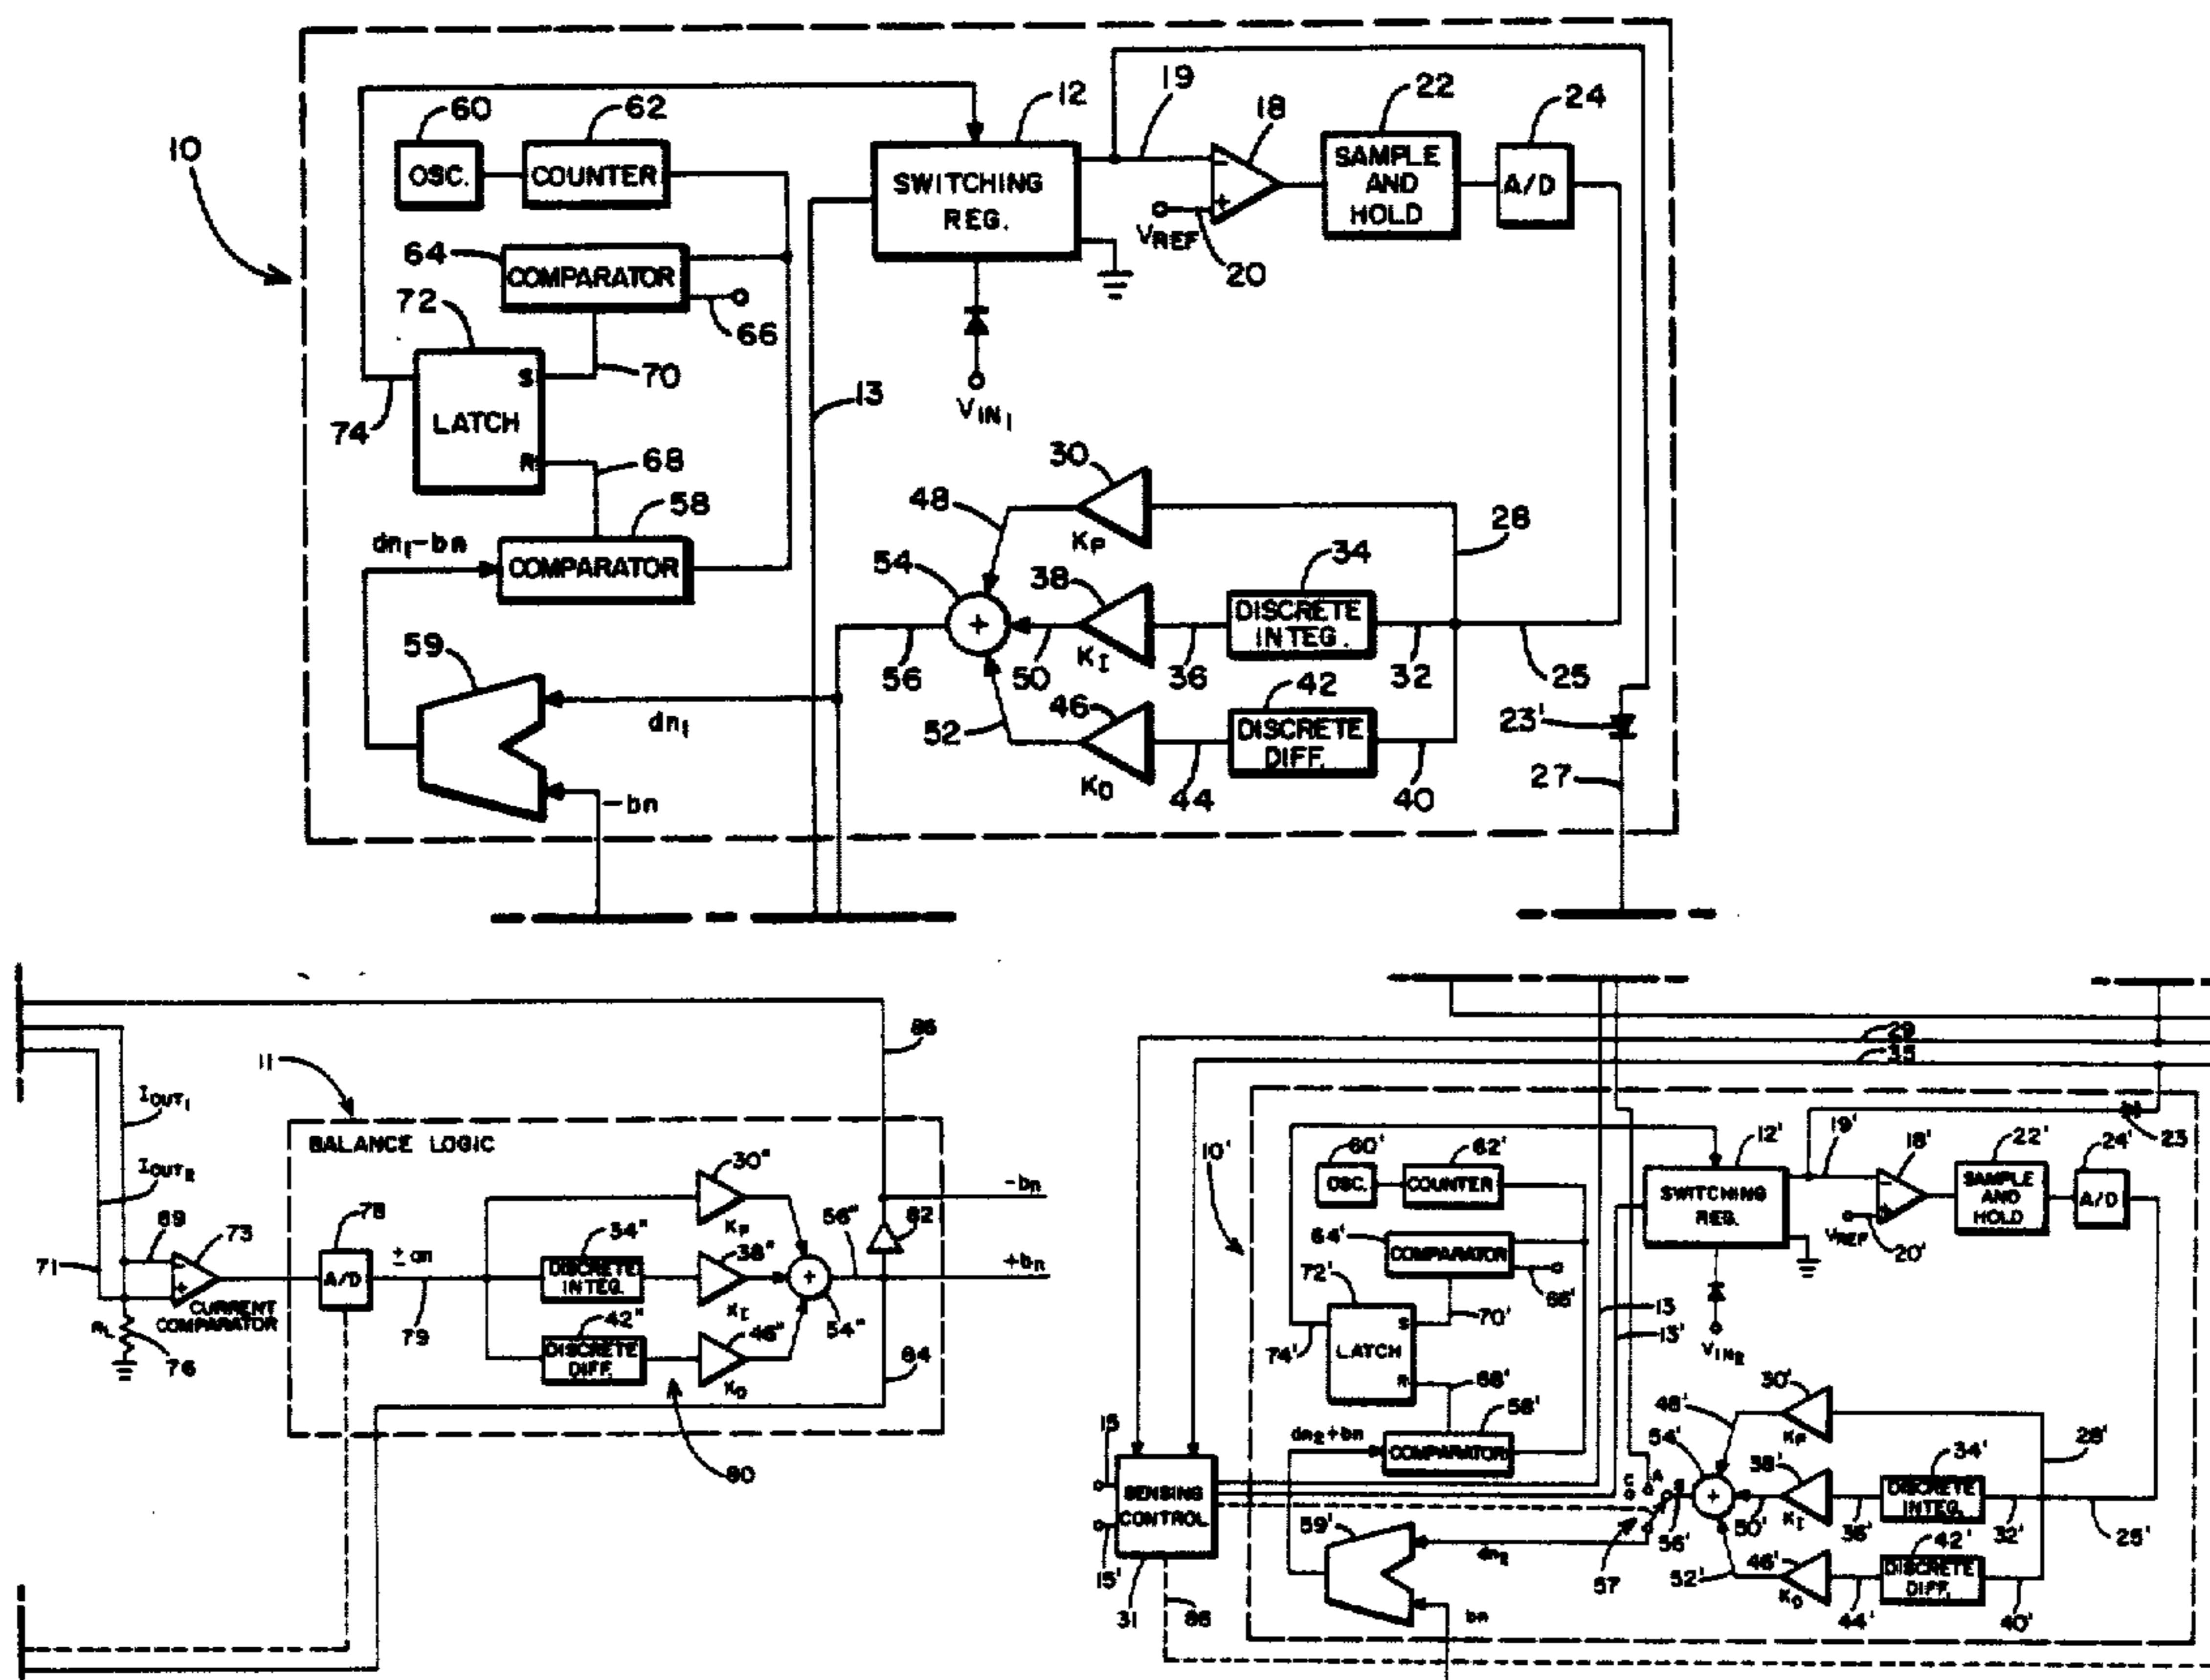 10
60
62
OSC.
COUNTER
64
COMPARATOR
66
72
S
70
LATCH
74
R
68
58
dn1-bn
COMPARATOR
59
dn1
-bn
13
12
SWITCHING
REG.
VIN1
19
18
-
+
VREF
20
22
SAMPLE
AND
HOLD
24
A/D
30
48
KP
28
54
38
34
+
DISCRETE
INTEG.
56
50
KI
36
32
25
46
42
52
DISCRETE
DIFF.
KD
44
40
23'
27
86
11
IOUT1
BALANCE LOGIC
IOUT2
30"
-bn
69
73
78
KP
56"
82
71
-
+
A/D
± an
34"
38"
+
+bn
DISCRETE
INTEG.
CURRENT
COMPARATOR
KI
54"
RL
79
42"
46"
76
DISCRETE
DIFF.
84
KD
80
29
35
10'
60'
62'
OSC.
COUNTER
64'
COMPARATOR
66'
72'
S
70'
LATCH
74'
R
68'
58'
dn2+bn
COMPARATOR
15
SENSING
CONTROL
15'
31
86
59'
dn2
bn
13
13'
12'
SWITCHING
REG.
VIN2
19'
18'
-
+
VREF
20'
22'
SAMPLE
AND
HOLD
24'
A/D
23
30'
48'
KP
28'
C
A
B
54'
38'
34'
+
DISCRETE
INTEG.
57
56'
50'
KI
36'
32'
25'
46'
42'
52'
DISCRETE
DIFF.
KD
44'
40'